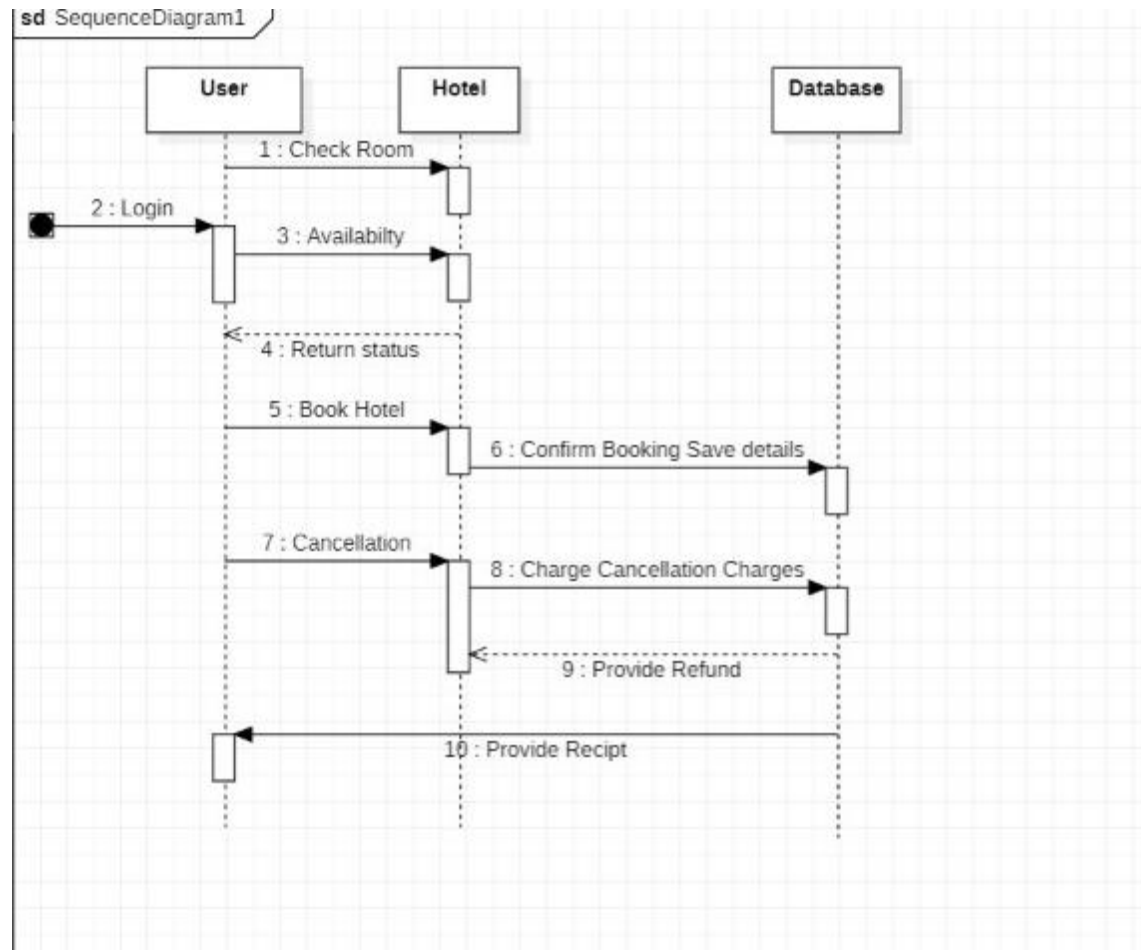 sd SequenceDiagram1
User
Hotel
Database
1 : Check Room
2 : Login
3 : Availabilty
4 : Return status
5 : Book Hotel
6 : Confirm Booking Save details
7 : Cancellation
8 : Charge Cancellation Charges
9 : Provide Refund
10 : Provide Recipt